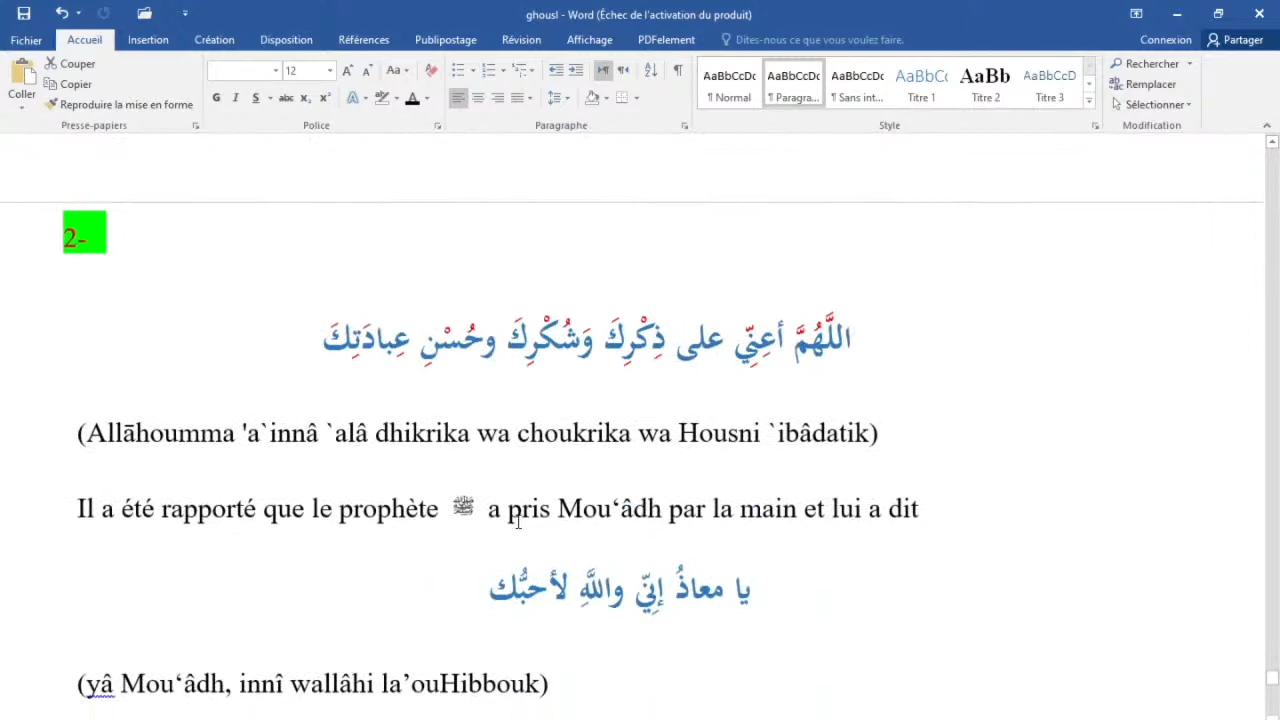 ghousl - Word (Échec de l'activation du produit)
Fichier Accueil Insertion Création Disposition Références Publipostage Révision Affichage PDFelement Dites-nous ce que vous voulez faire. Connexion Partager
Couper
Copier
Reproduire la mise en forme
Coller
12
Aa
G I S abc x₂ x²
AaBbCcDc AaBbCcDc AaBbCcDc AaBbCc AaBb AaBbCcD
¶ Normal ¶ Paragra... ¶ Sans int... Titre 1 Titre 2 Titre 3
Rechercher
Remplacer
Sélectionner
Presse-papiers Police Paragraphe Style Modification
2-
اللَّهُمَّ أعِنِّي على ذِكْرِكَ وَشُكْرِكَ وحُسْنِ عِبادَتِكَ
(Allāhoumma 'a`innâ `alâ dhikrika wa choukrika wa Housni `ibâdatik)
Il a été rapporté que le prophète ﷺ a pris Mou‘âdh par la main et lui a dit
يا معاذُ إنِيّ واللَّهِ لأحبُّك
(yâ Mou‘âdh, innî wallâhi la’ouHibbouk)